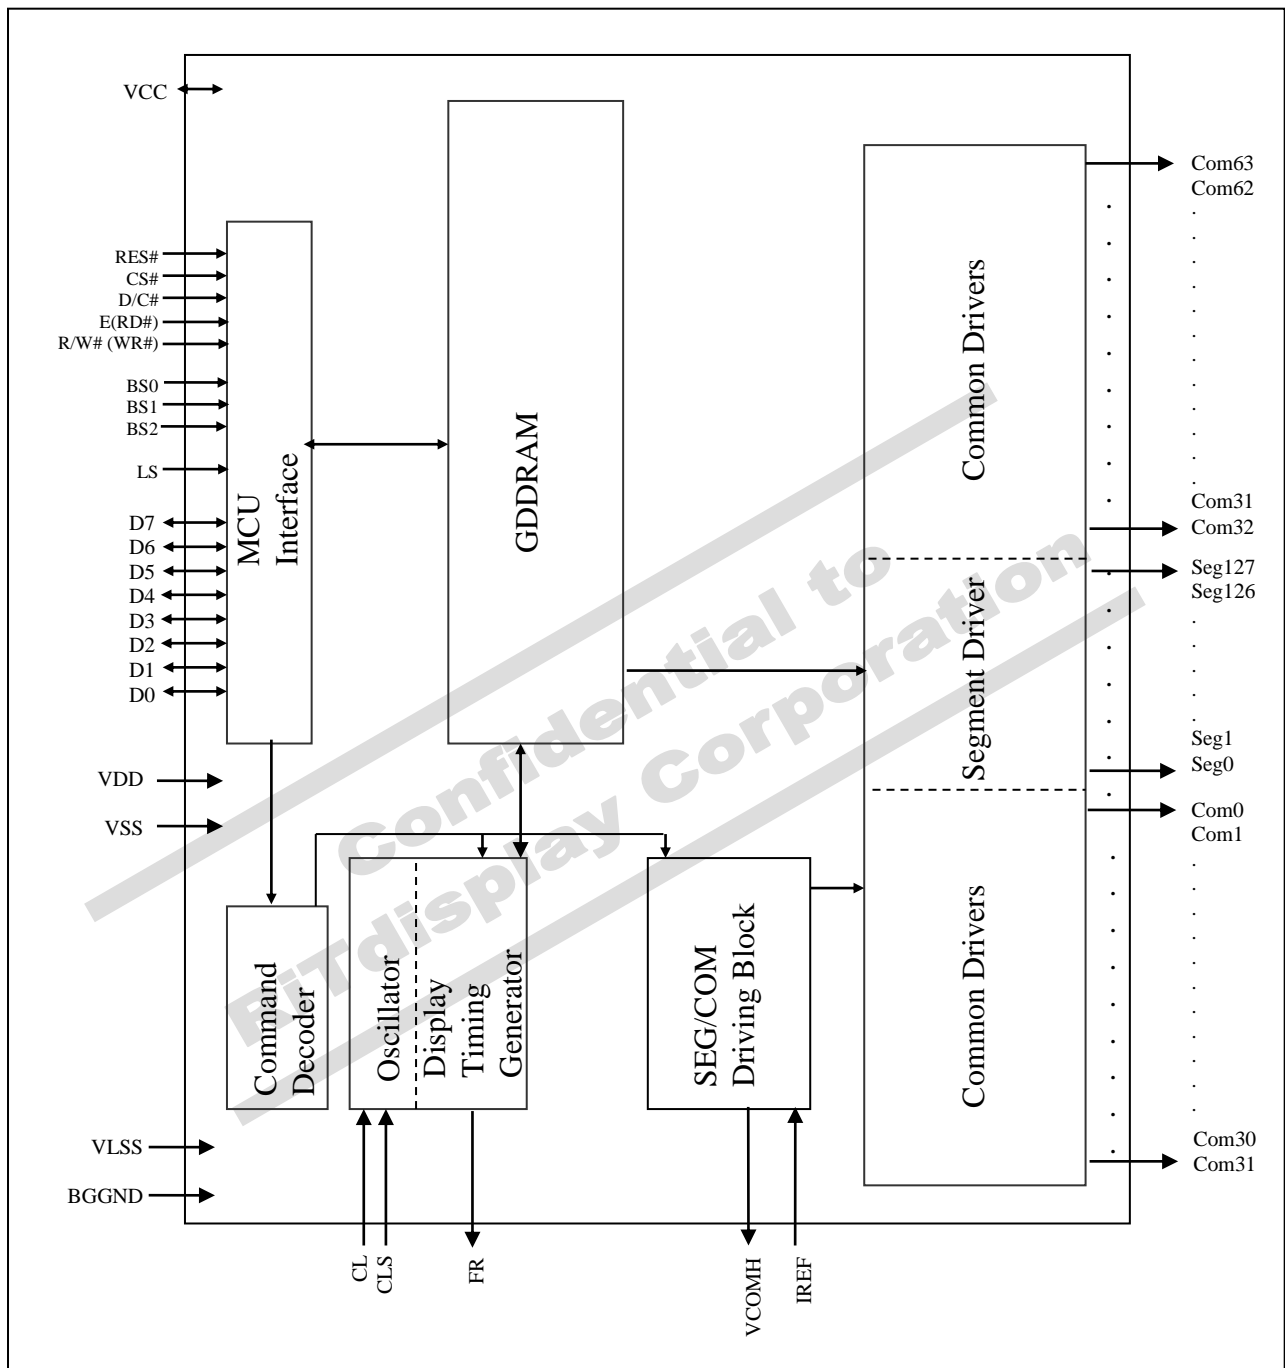 VCC
RES#
CS#
D/C#
E(RD#)
R/W# (WR#)
BS0
BS1
BS2
LS
D7
D6
D5
D4
D3
D2
D1
D0
VDD
VSS
VLSS
BGGND
MCU
Interface
GDDRAM
Command
Decoder
Oscillator
Display
Timing
Generator
SEG/COM
Driving Block
Common Drivers
Segment Driver
Common Drivers
Com63
Com62
Com31
Com32
Seg127
Seg126
Seg1
Seg0
Com0
Com1
Com30
Com31
CL
CLS
FR
VCOMH
IREF
Confidential to
EiTdisplay Corporation